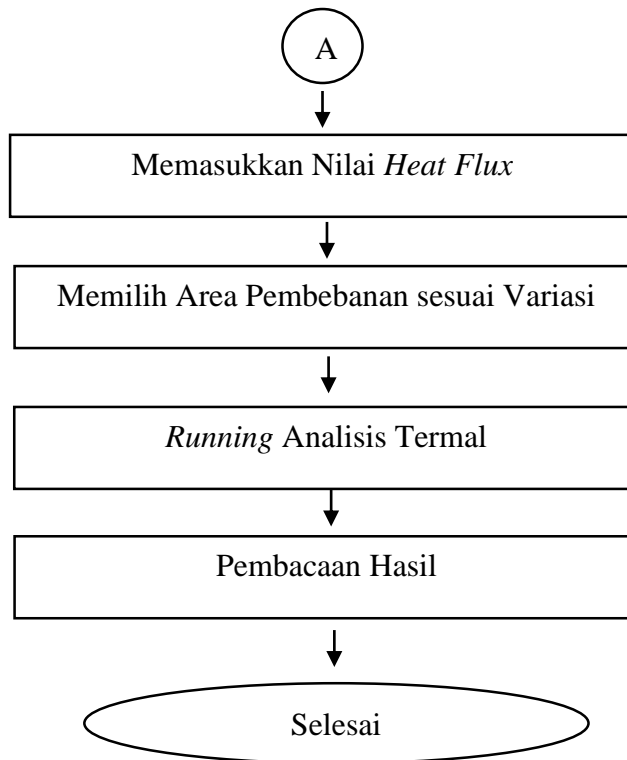 A
Memasukkan Nilai Heat Flux
Memilih Area Pembebanan sesuai Variasi
Running Analisis Termal
Pembacaan Hasil
Selesai